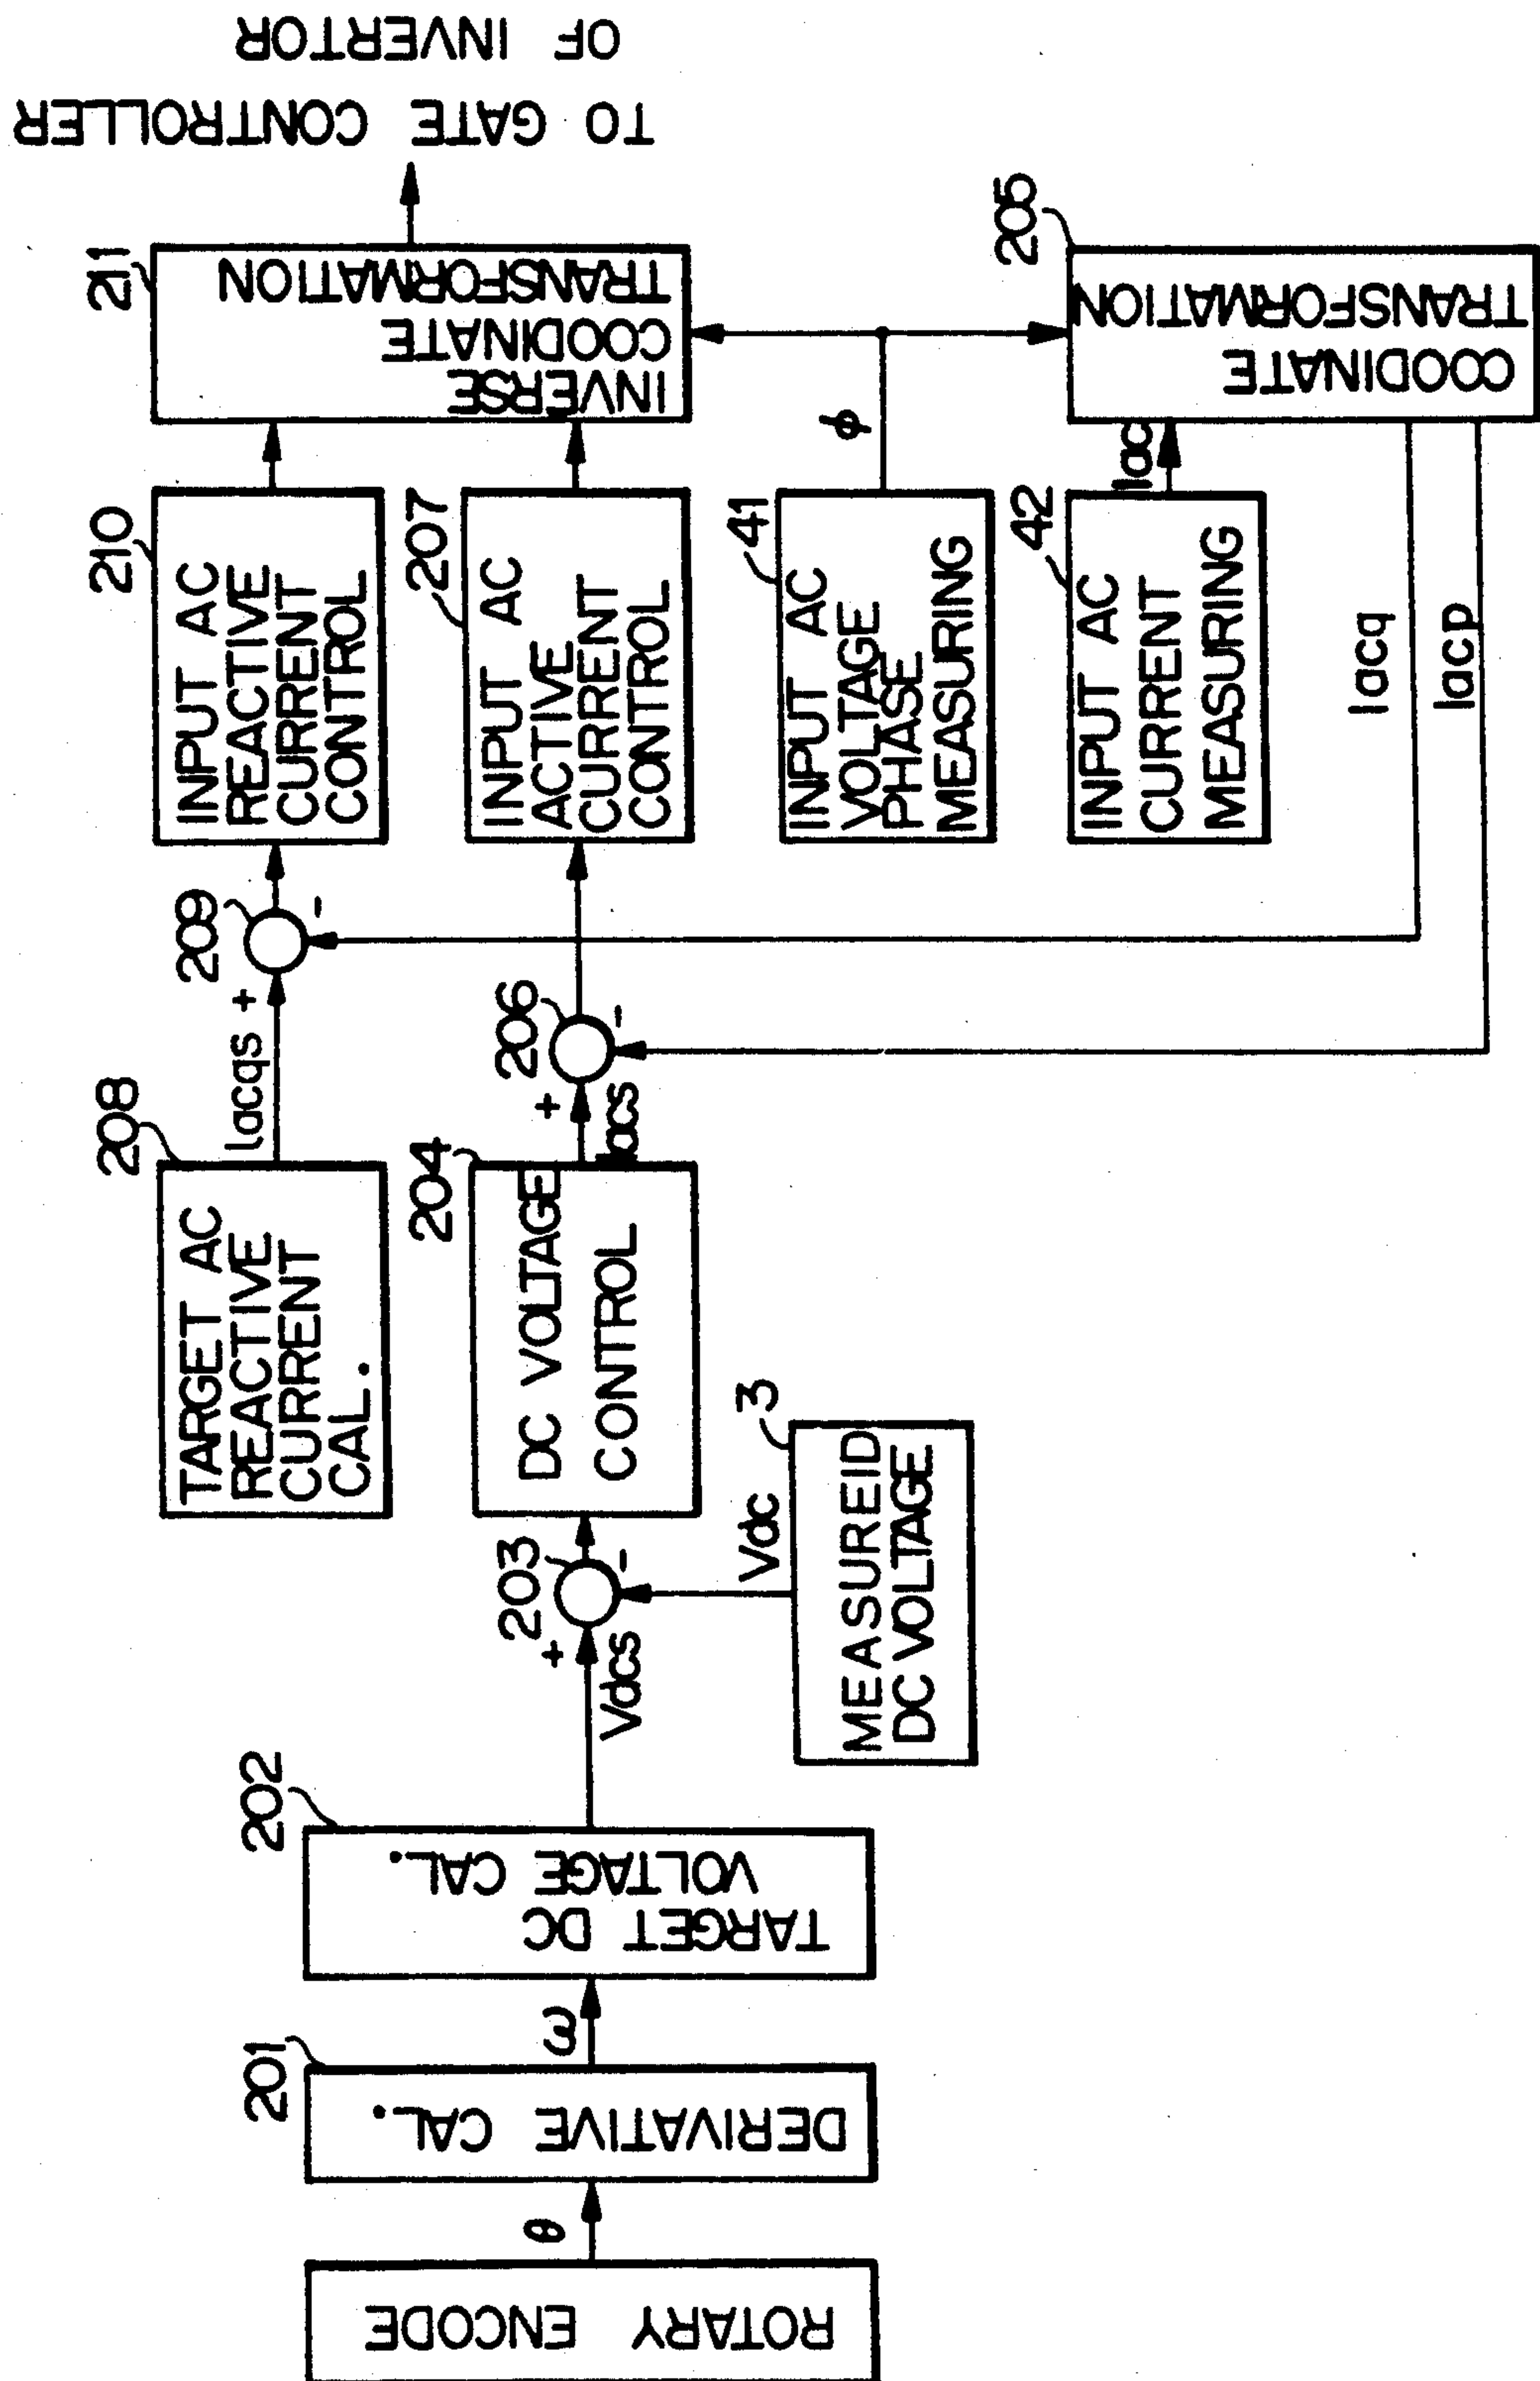 ROTARY ENCODE
θ
201
DERIVATIVE CAL.
ω
202
TARGET DC
VOLTAGE CAL.
Vdcs
+
203
-
Vdc
3
MEASUREID
DC VOLTAGE
204
DC VOLTAGE
CONTROL
208
TARGET AC
REACTIVE
CURRENT
CAL.
Iacqs
+
209
-
+
206
-
210
INPUT AC
REACTIVE
CURRENT
CONTROL
207
INPUT AC
ACTIVE
CURRENT
CONTROL
41
INPUT AC
VOLTAGE
PHASE
MEASURING
42
INPUT AC
CURRENT
MEASURING
Iacq
Iacp
ϕ
Iac
211
INVERSE
COODINATE
TRANSFORMATION
205
COODINATE
TRANSFORMATION
TO GATE CONTROLLER
OF INVERTOR